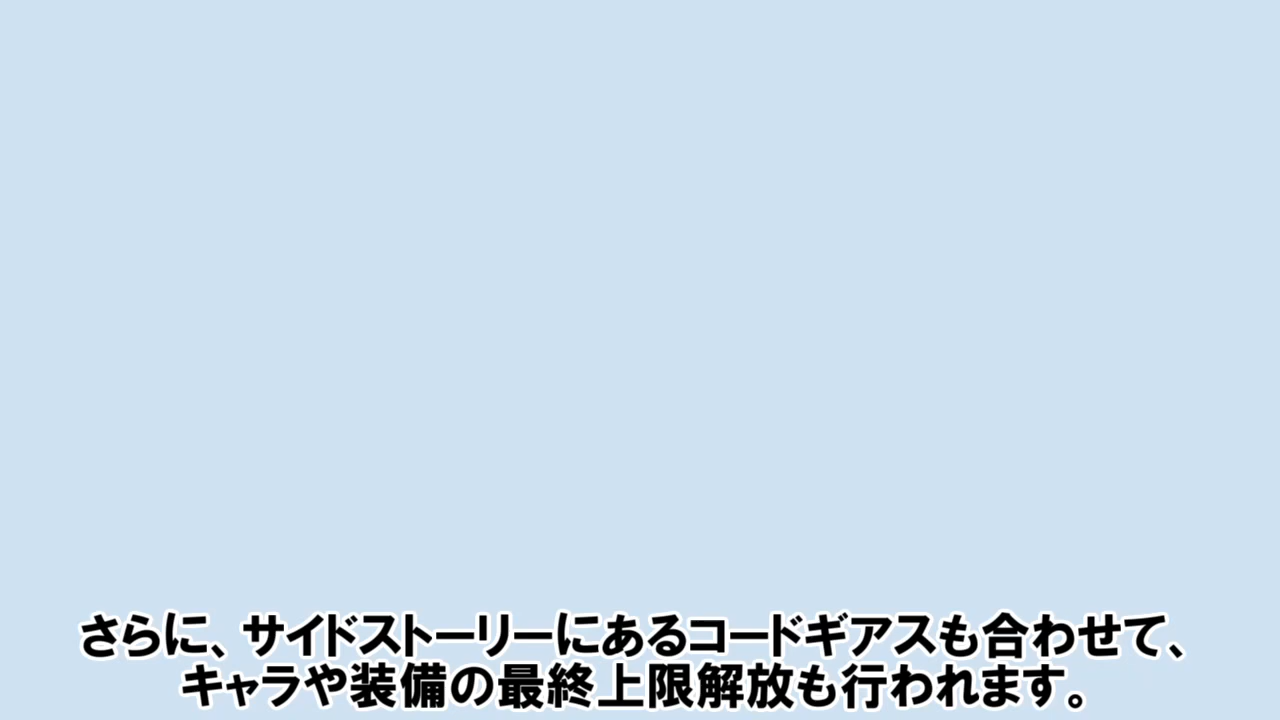 さらに、サイドストーリーにあるコードギアスも合わせて、
キャラや装備の最終上限解放も行われます。